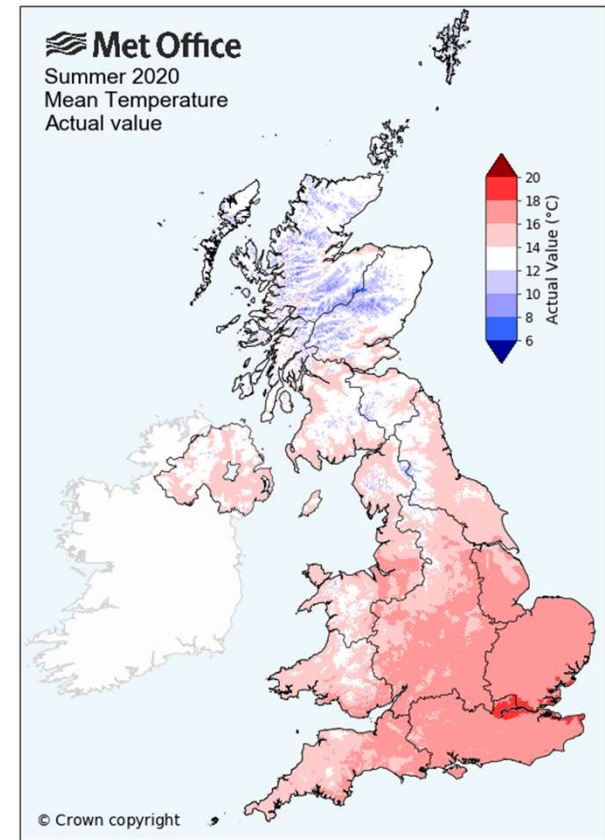 Met Office
Summer 2020
Mean Temperature
Actual value
20
18
16
14
12
10
8
6
Actual Value (°C)
© Crown copyright